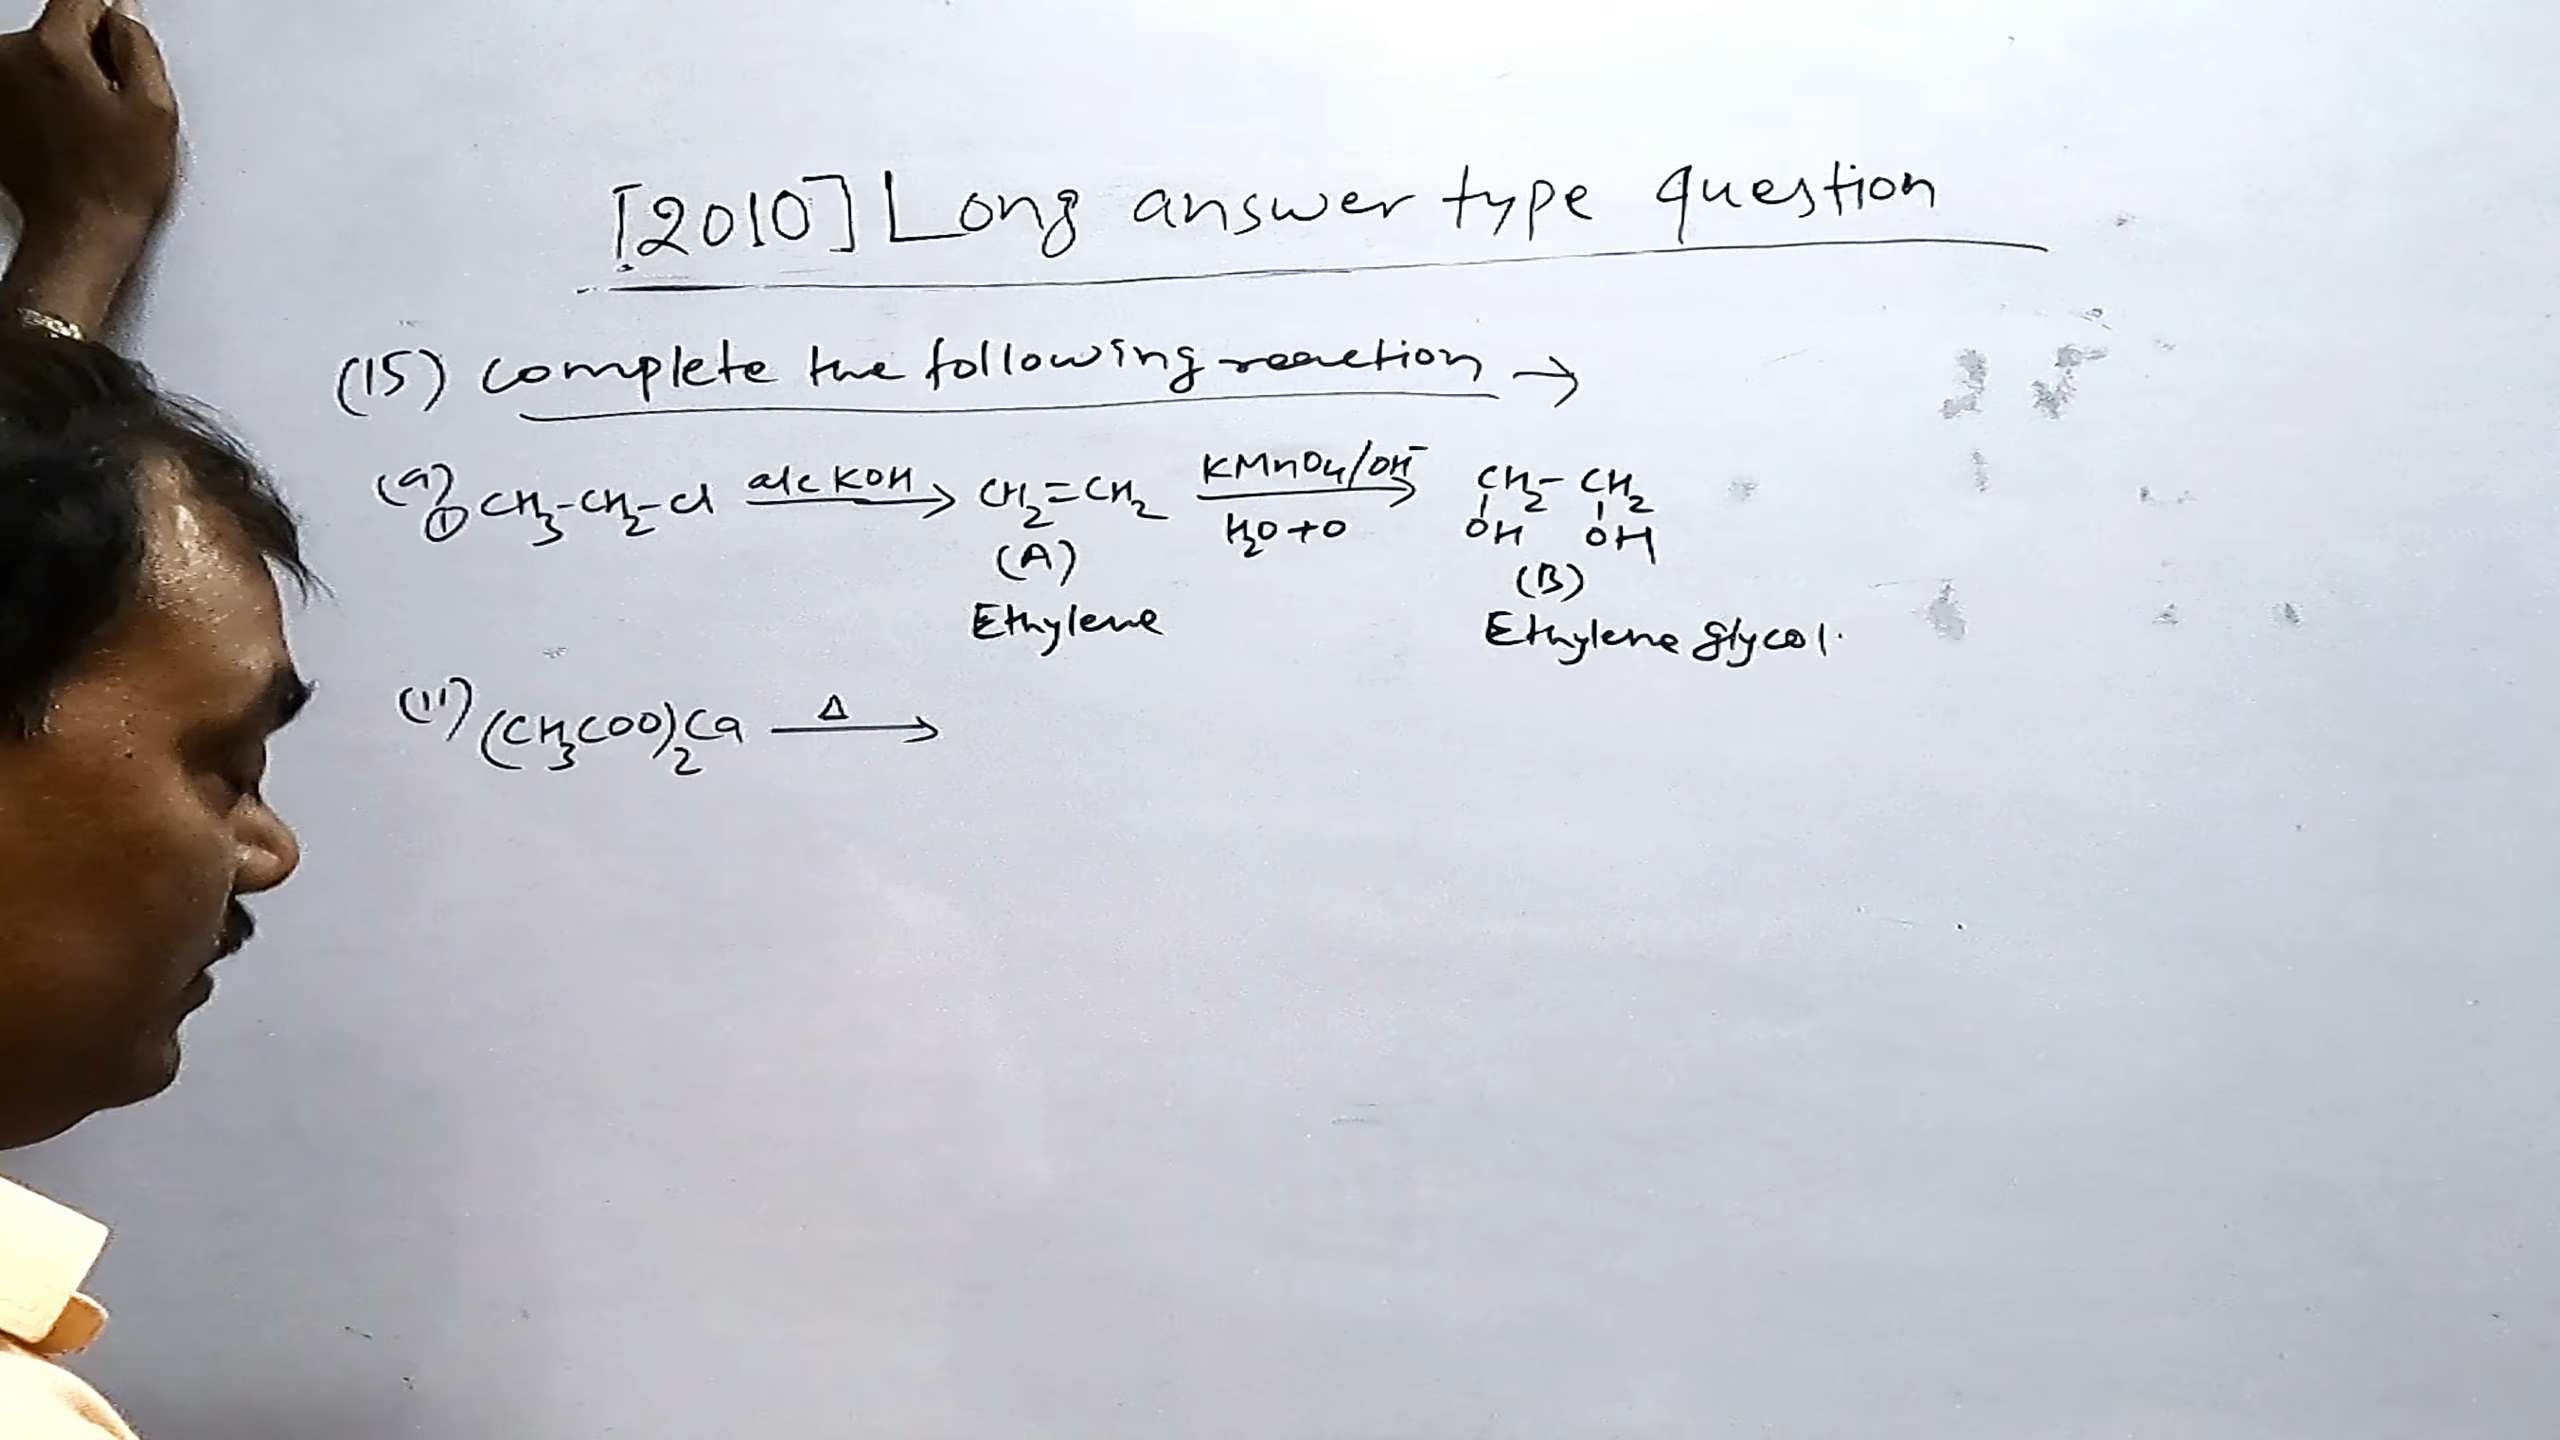 [2010] Long answer type question
(15) complete the following reaction →
(a) ① CH₃-CH₂-Cl alc KOH → CH₂=CH₂ KMnO₄/OH⁻ → CH₂-CH₂
H₂O+O OH OH
(A) (B)
Ethylene Ethylene glycol.
(ii) (CH₃COO)₂Ca Δ →